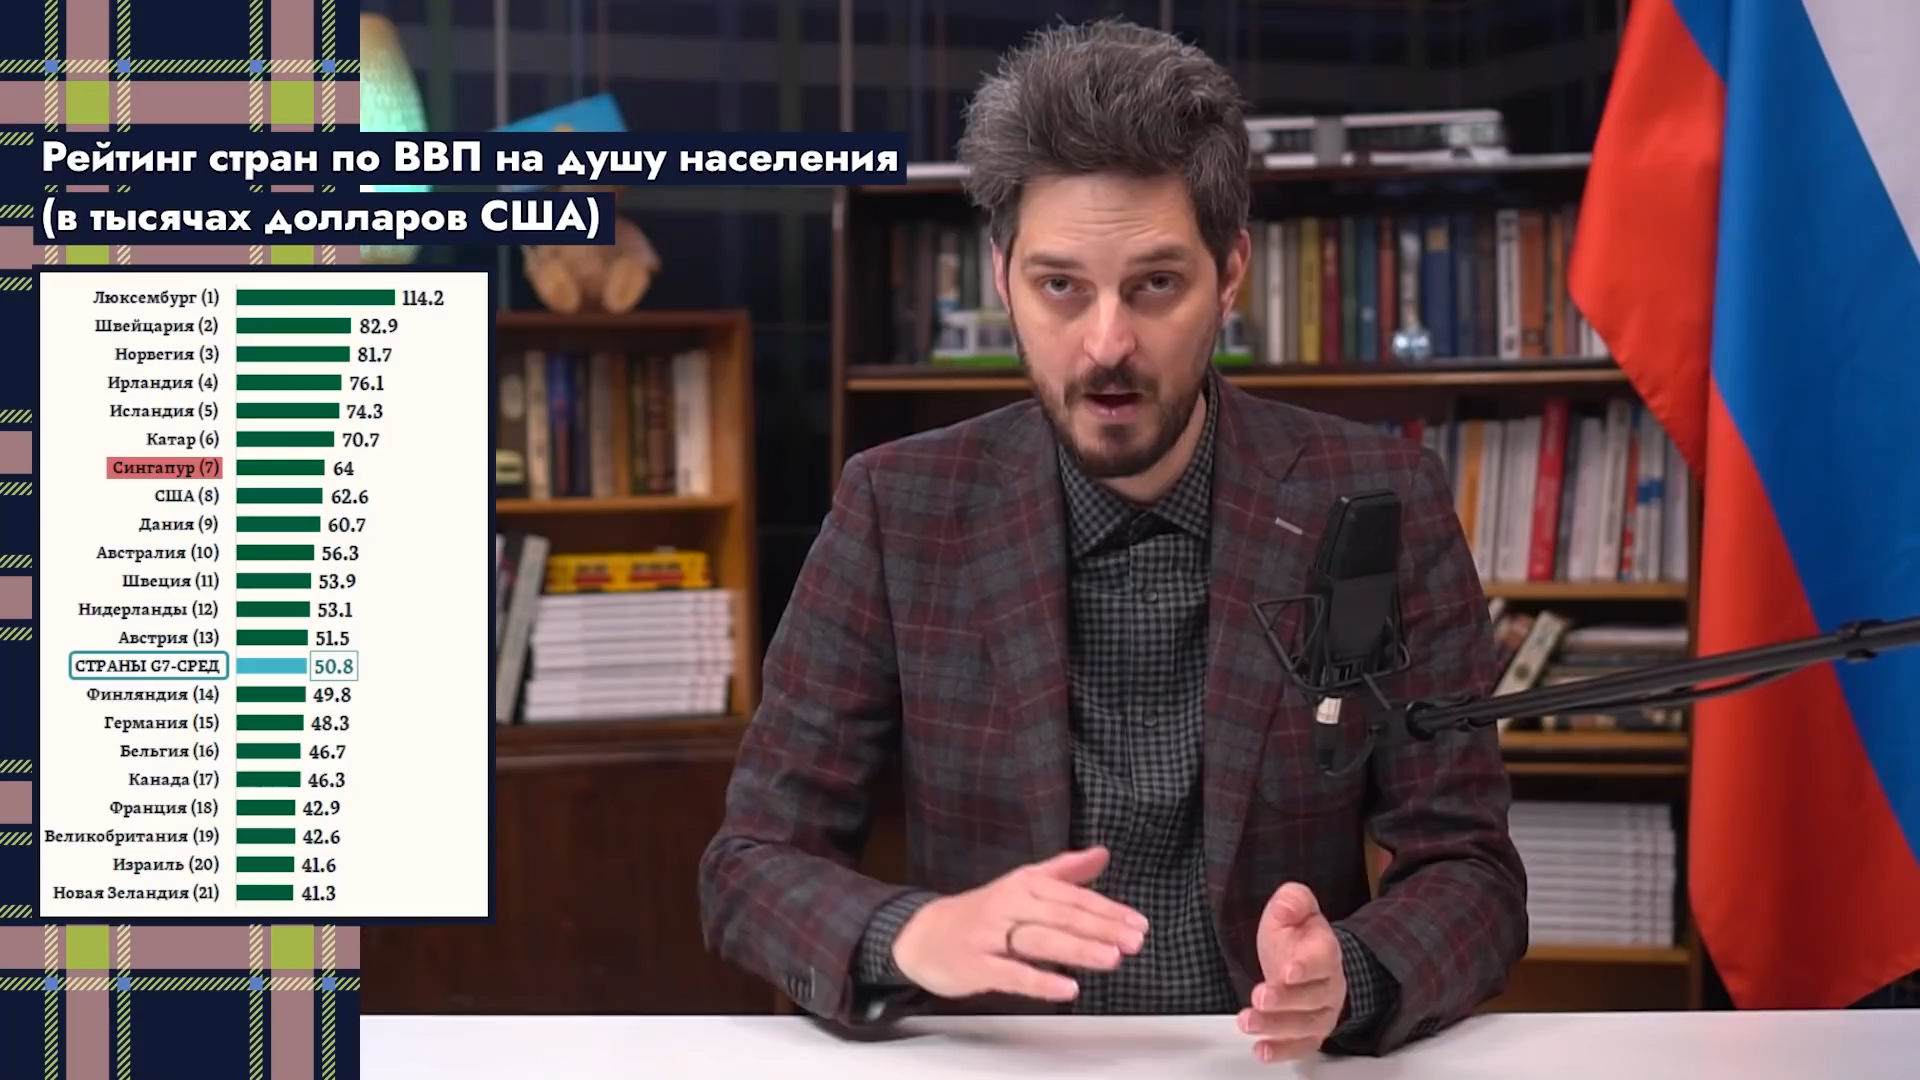 Рейтинг стран по ВВП на душу населения
(в тысячах долларов США)
Люксембург (1) 114.2
Швейцария (2) 82.9
Норвегия (3) 81.7
Ирландия (4) 76.1
Исландия (5) 74.3
Катар (6) 70.7
Сингапур (7) 64
США (8) 62.6
Дания (9) 60.7
Австралия (10) 56.3
Швеция (11) 53.9
Нидерланды (12) 53.1
Австрия (13) 51.5
СТРАНЫ G7-СРЕД 50.8
Финляндия (14) 49.8
Германия (15) 48.3
Бельгия (16) 46.7
Канада (17) 46.3
Франция (18) 42.9
Великобритания (19) 42.6
Израиль (20) 41.6
Новая Зеландия (21) 41.3